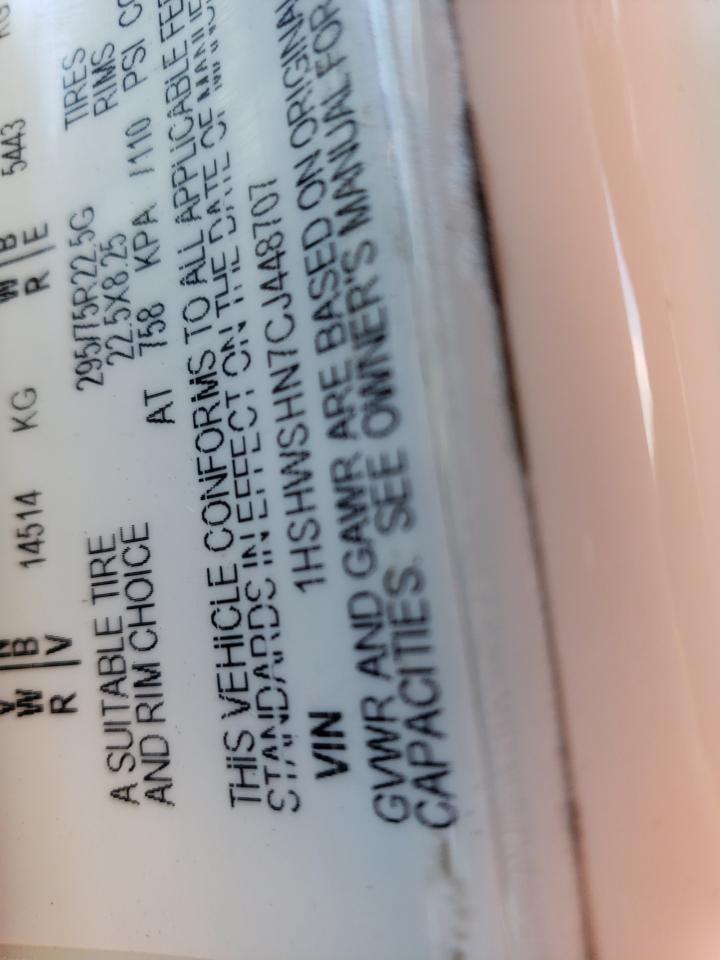 14514 KG
5443
A SUITABLE TIRE 295/75R22.5G TIRES
AND RIM CHOICE 22.5X8.25 RIMS
AT 758 KPA /110 PSI
THIS VEHICLE CONFORMS TO ALL APPLICABLE
STANDARDS IN EFFECT ON THE DATE OF
VIN 1HSHWSHN7CJ448707
GVWR AND GAWR ARE BASED ON ORIGINA
CAPACITIES. SEE OWNER'S MANUAL FOR